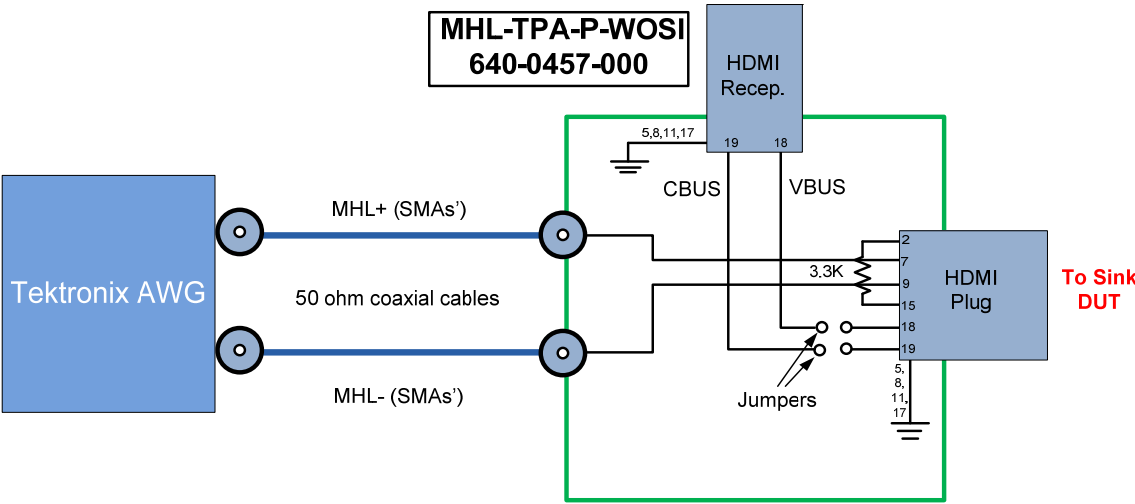 MHL-TPA-P-WOSI
640-0457-000
HDMI
Recep.
5,8,11,17
19
18
CBUS
VBUS
MHL+ (SMAs')
Tektronix AWG
50 ohm coaxial cables
MHL- (SMAs')
3.3K
2
7
9
15
18
19
HDMI
Plug
To Sink
DUT
Jumpers
5,
8,
11,
17